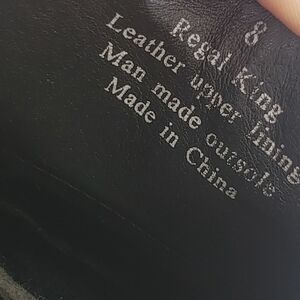 8
Regal King
Leather upper lining
Man made outsole
Made in China